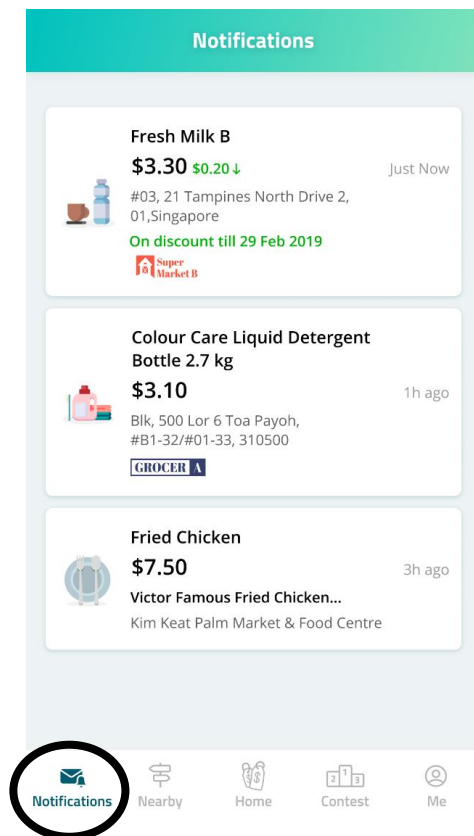 Notifications
Fresh Milk B
$3.30 $0.20↓
Just Now
#03, 21 Tampines North Drive 2,
01,Singapore
On discount till 29 Feb 2019
Super
Market B
Colour Care Liquid Detergent
Bottle 2.7 kg
$3.10
1h ago
Blk, 500 Lor 6 Toa Payoh,
#B1-32/#01-33, 310500
GROCER A
Fried Chicken
$7.50
3h ago
Victor Famous Fried Chicken...
Kim Keat Palm Market & Food Centre
2 1 3
Notifications Nearby Home Contest Me